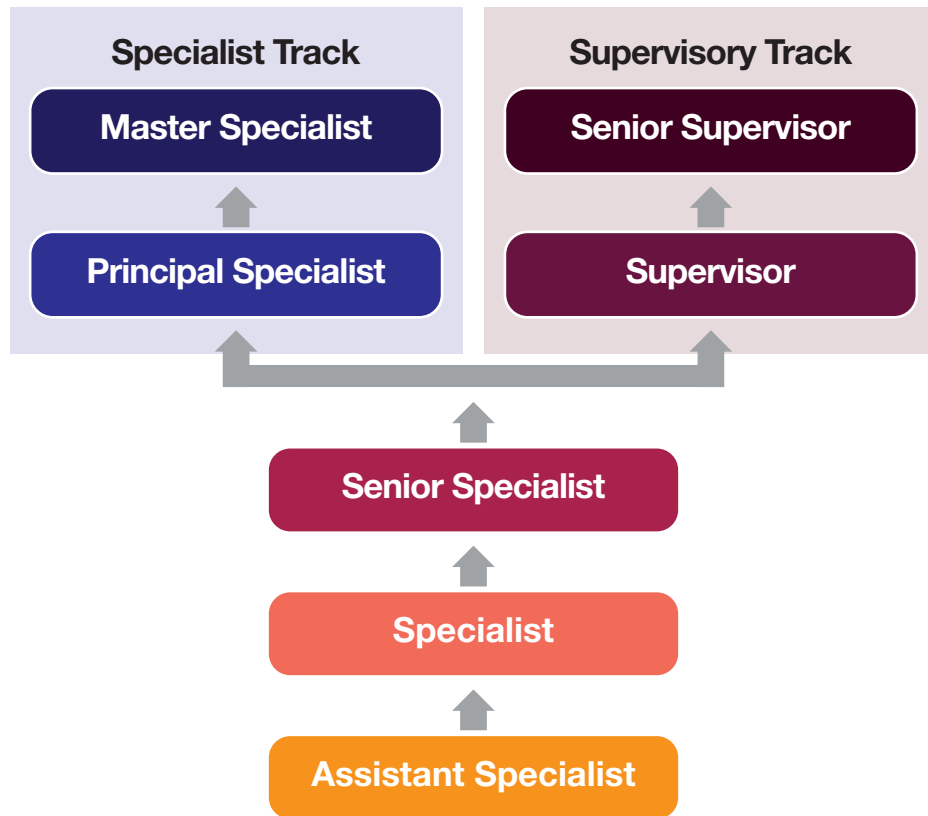 Specialist Track
Master Specialist
Principal Specialist
Supervisory Track
Senior Supervisor
Supervisor
Senior Specialist
Specialist
Assistant Specialist